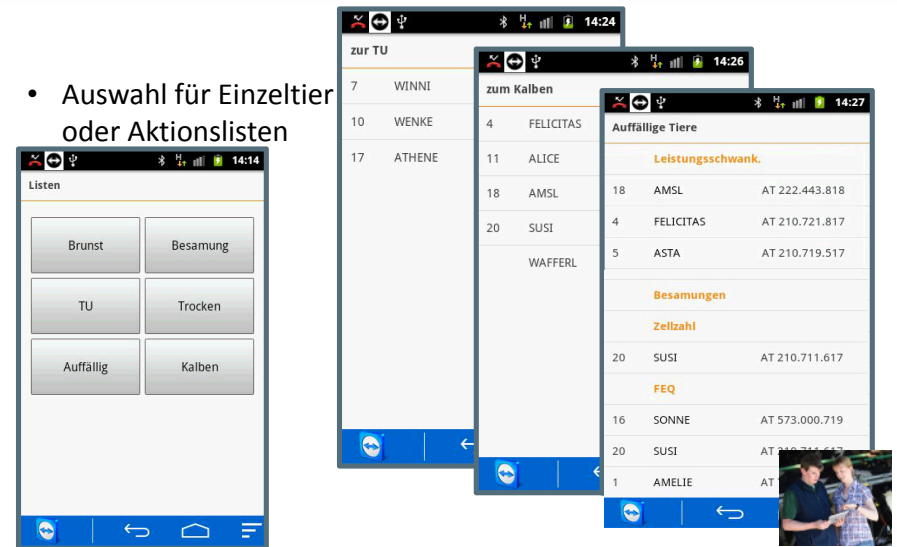 • Auswahl für Einzeltier
oder Aktionslisten
H
14:14
Listen
Brunst Besamung
TU Trocken
Auffällig Kalben
H
14:24
zur TU
7 WINNI
10 WENKE
17 ATHENE
H
14:26
zum Kalben
4 FELICITAS
11 ALICE
18 AMSL
20 SUSI
WAFFERL
H
14:27
Auffällige Tiere
Leistungsschwank.
18 AMSL AT 222.443.818
4 FELICITAS AT 210.721.817
5 ASTA AT 210.719.517
Besamungen
Zellzahl
20 SUSI AT 210.711.617
FEQ
16 SONNE AT 573.000.719
20 SUSI AT
1 AMELIE AT